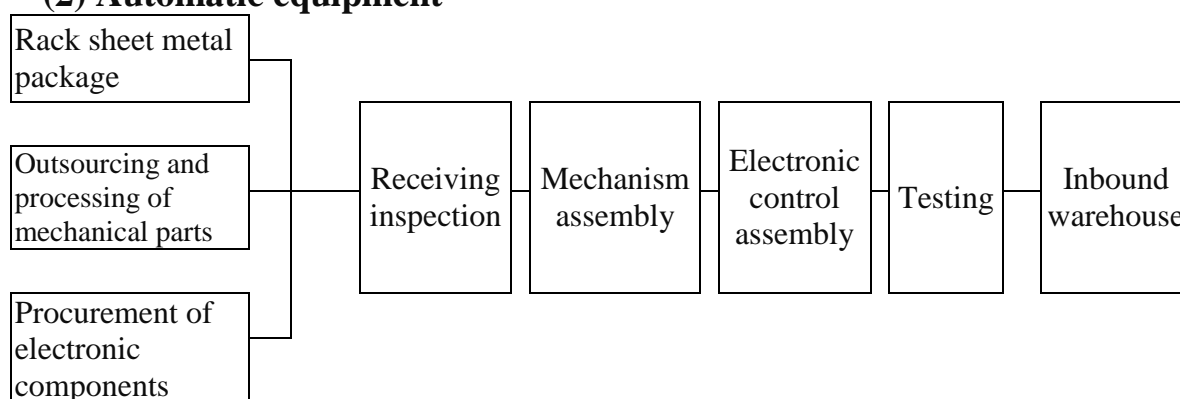 (2) Automatic equipment
Rack sheet metal
package
Outsourcing and
processing of
mechanical parts
Procurement of
electronic
components
Receiving
inspection
Mechanism
assembly
Electronic
control
assembly
Testing
Inbound
warehouse